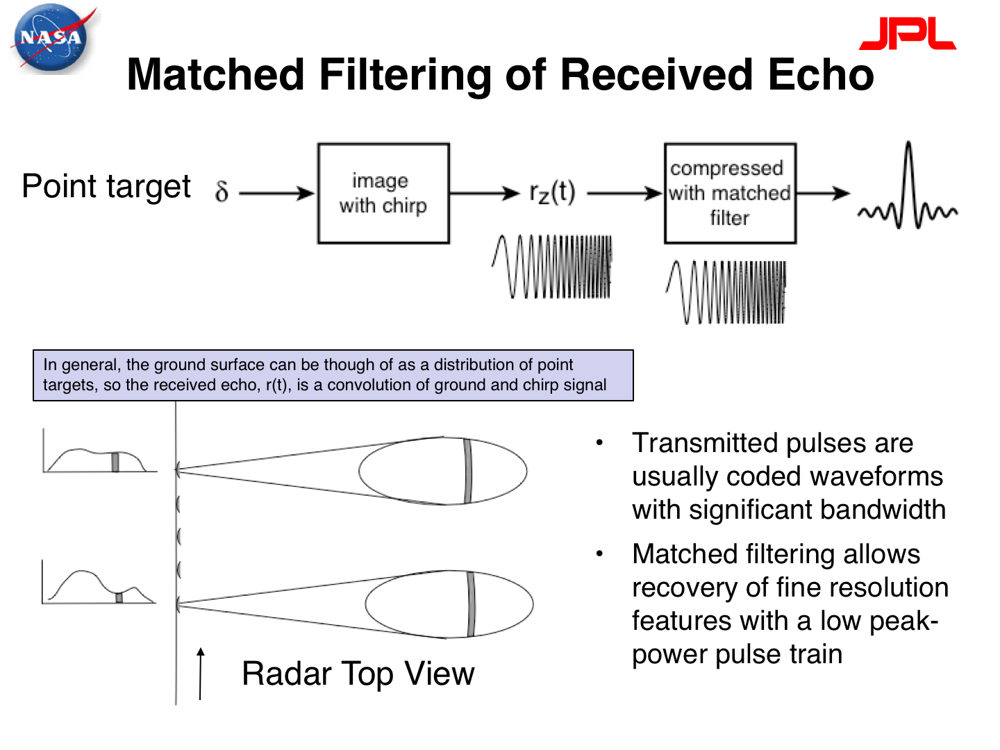 NASA
JPL
Matched Filtering of Received Echo
Point target
δ
image
with chirp
rz(t)
compressed
with matched
filter
In general, the ground surface can be though of as a distribution of point
targets, so the received echo, r(t), is a convolution of ground and chirp signal
• Transmitted pulses are
usually coded waveforms
with significant bandwidth
• Matched filtering allows
recovery of fine resolution
features with a low peak-
power pulse train
Radar Top View